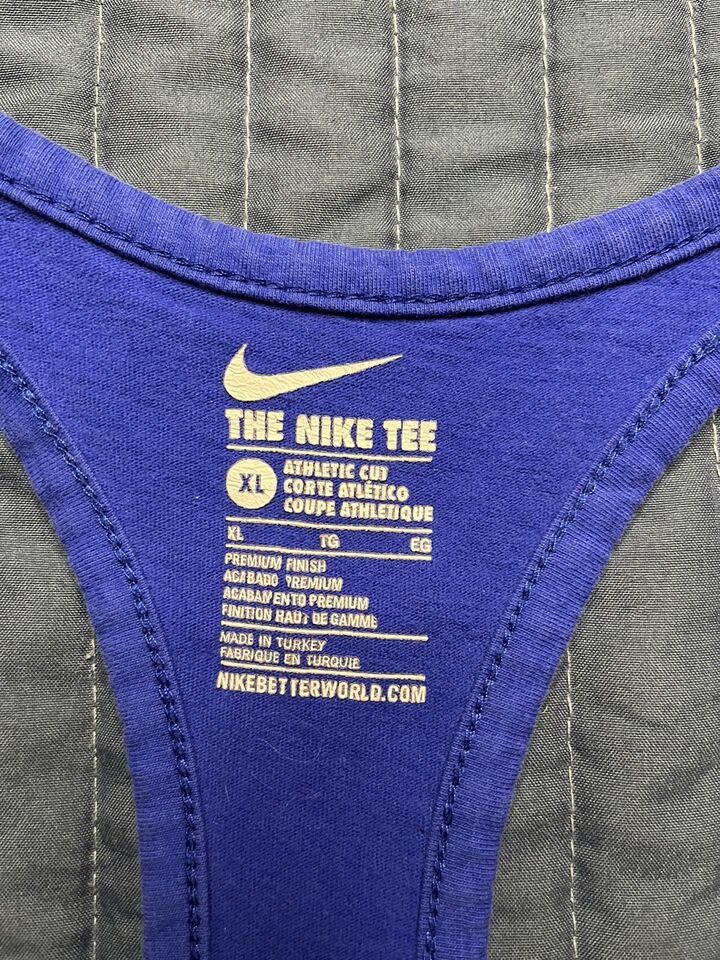 THE NIKE TEE
XL
ATHLETIC CUT
CORTE ATLÉTICO
COUPE ATHLETIQUE
XL TG EG
PREMIUM FINISH
ACABADO PREMIUM
ACABAMENTO PREMIUM
FINITION HAUT DE GAMME
MADE IN TURKEY
FABRIQUE EN TURQUIE
NIKEBETTERWORLD.COM